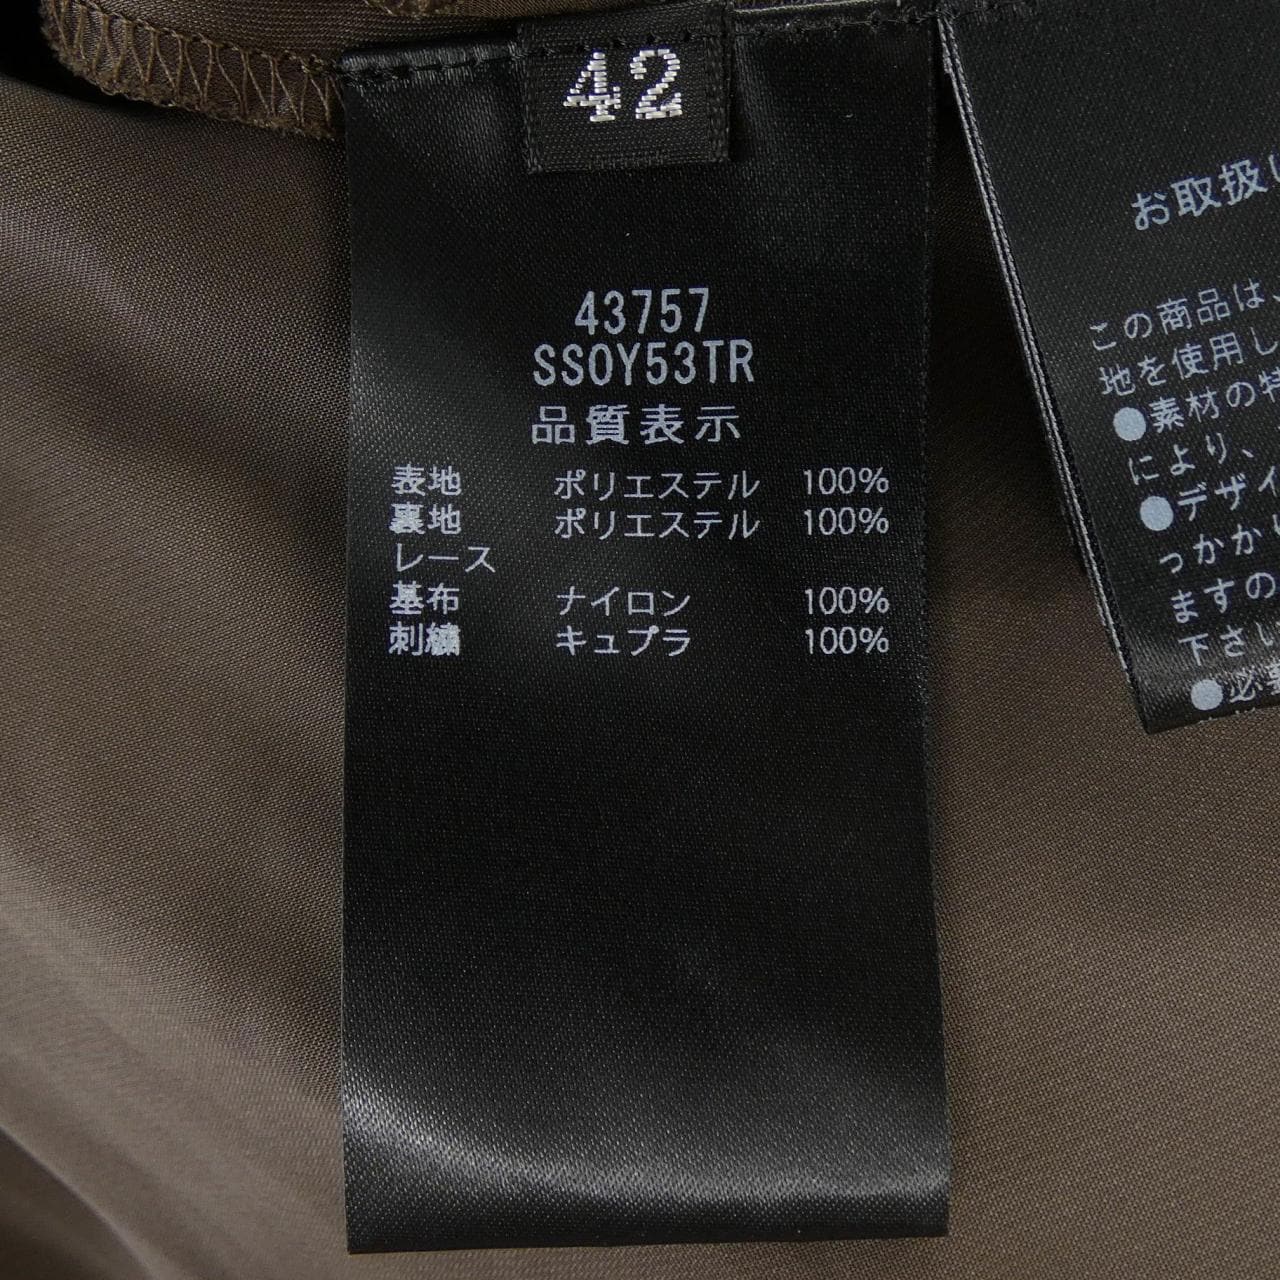 42
43757
SS0Y53TR
品質表示
表地 ポリエステル 100%
裏地 ポリエステル 100%
レース
基布 ナイロン 100%
刺繍 キュプラ 100%
お取扱い
この商品は、
地を使用し
●素材の特
により、
●デザイ
っかか
ますの
下さい
●必